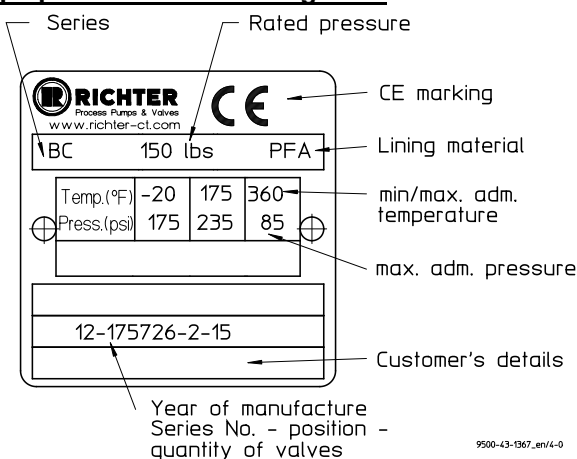 Series
Rated pressure
R RICHTER
Process Pumps & Valves
www.richter-ct.com
CE
CE marking
BC 150 lbs PFA
Lining material
Temp.(°F) -20 175 360
Press.(psi) 175 235 85
min/max. adm.
temperature
max. adm. pressure
12-175726-2-15
Customer's details
Year of manufacture
Series No. - position -
quantity of valves
9500-43-1367_en/4-0